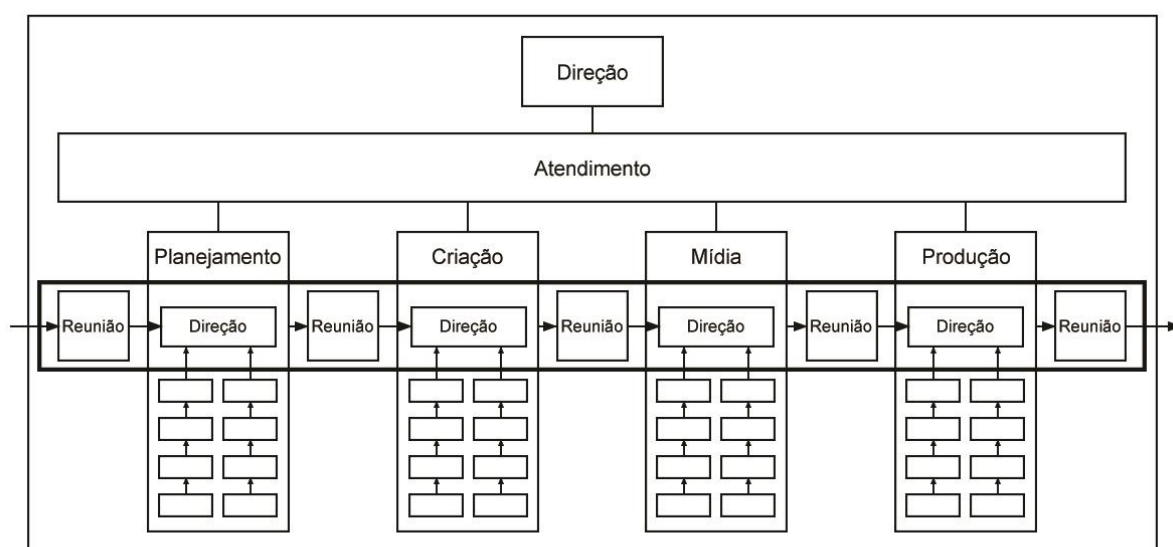 Direção
Atendimento
Planejamento
Criação
Mídia
Produção
Reunião
Direção
Reunião
Direção
Reunião
Direção
Reunião
Direção
Reunião